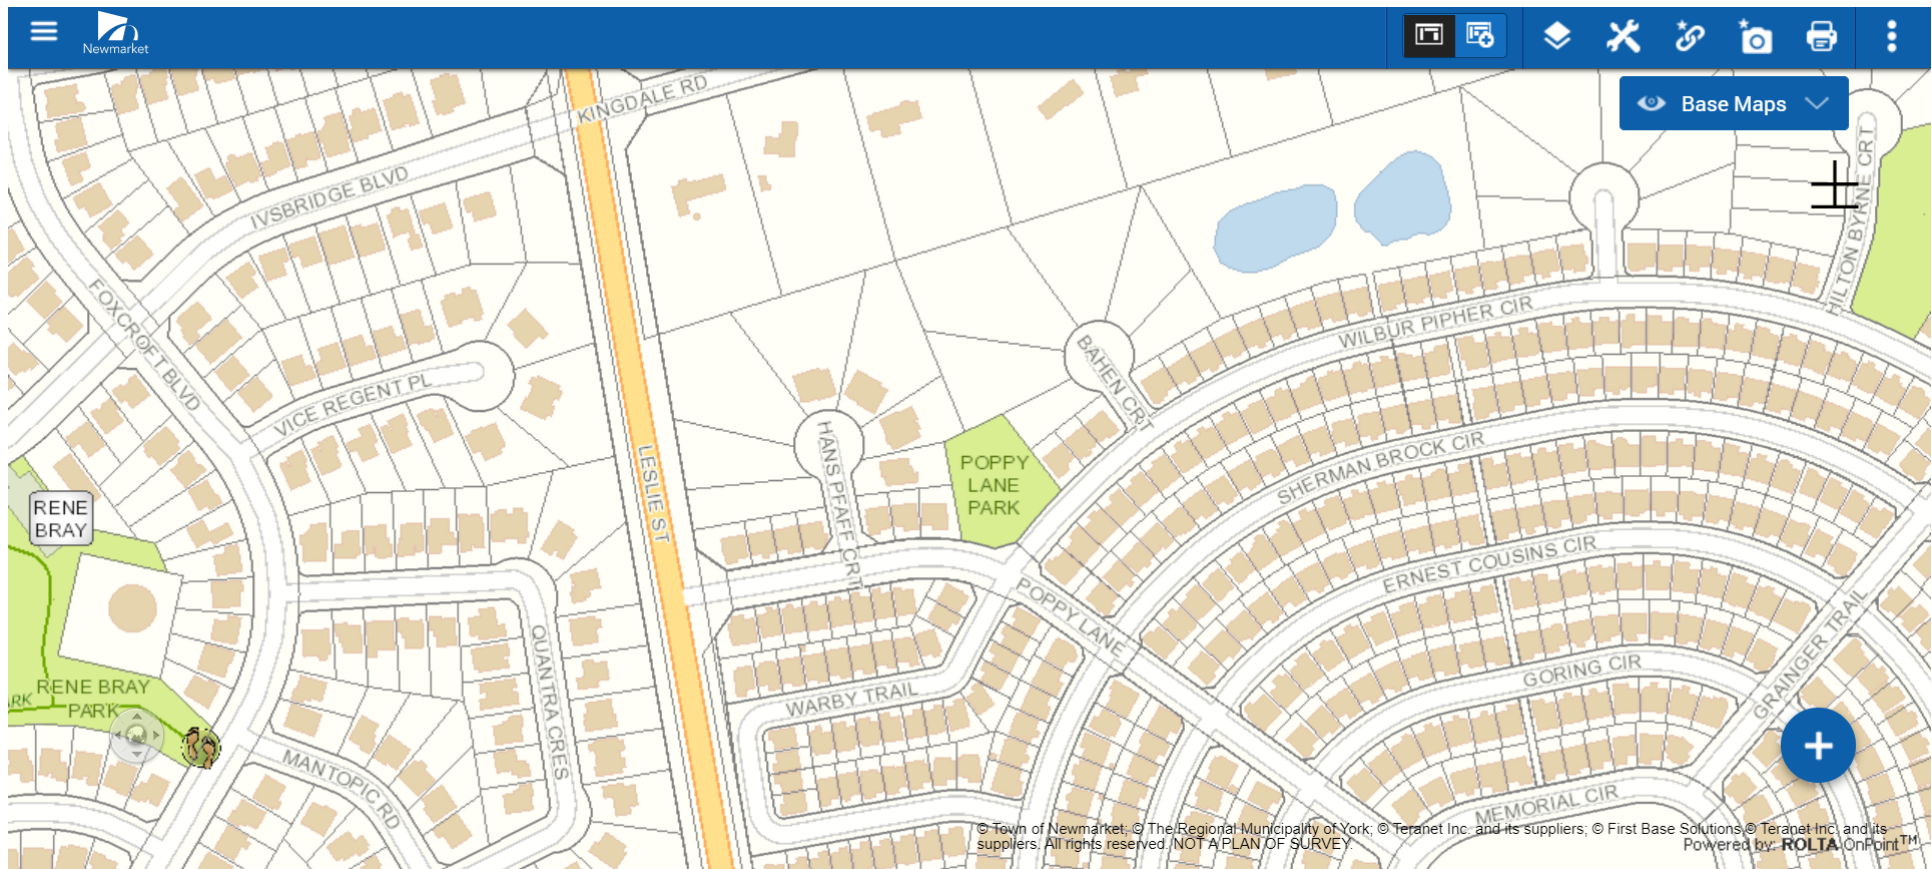 Newmarket
Base Maps
KINGDALE RD
IVSBRIDGE BLVD
HILTON BYRNE CRT
FOXCROFT BLVD
WILBUR PIPHER CIR
BAHEN CRT
VICE REGENT PL
HANS PFAFF CRT
LESLIE ST
SHERMAN BROCK CIR
POPPY
LANE
PARK
RENE
BRAY
ERNEST COUSINS CIR
POPPY LANE
GRAINGER TRAIL
QUANTRA CRES
GORING CIR
RENE BRAY
PARK
ARK
WARBY TRAIL
MANTOPIC RD
MEMORIAL CIR
© Town of Newmarket; © The Regional Municipality of York; © Teranet Inc. and its suppliers; © First Base Solutions © Teranet Inc. and its
suppliers. All rights reserved. NOT A PLAN OF SURVEY.
Powered by: ROLTA OnPoint™